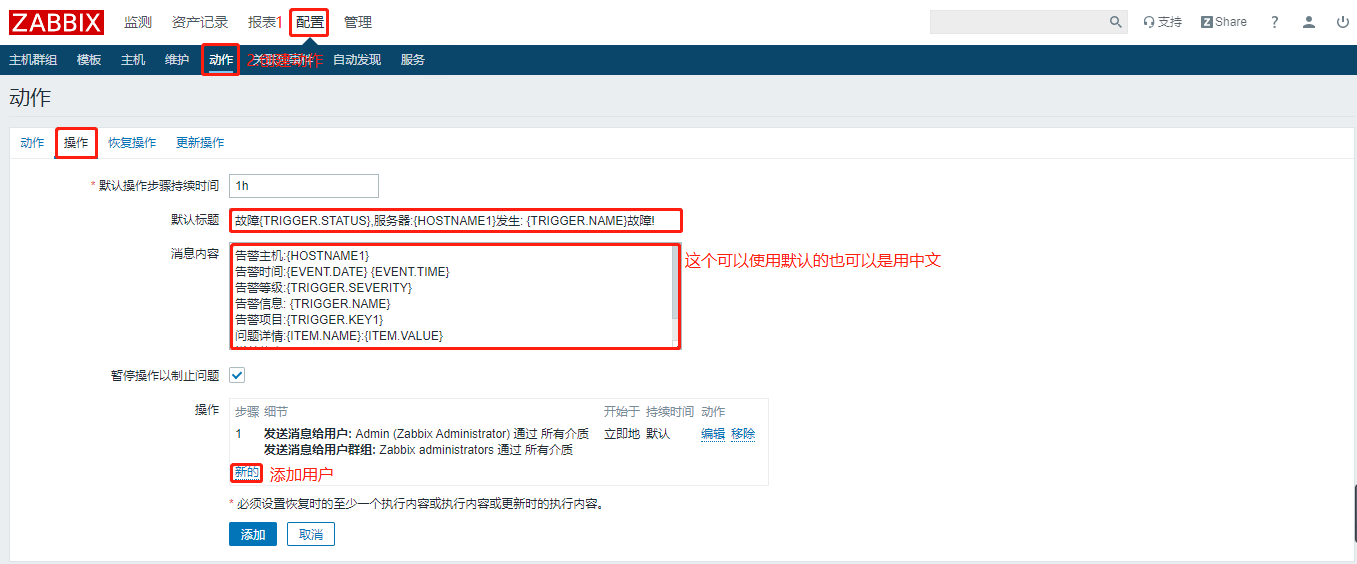 ZABBIX 监测 资产记录 报表1 配置 管理 支持 Z Share ?
主机群组 模板 主机 维护 动作 2 创建动作 关联项事件 自动发现 服务
动作
动作 操作 恢复操作 更新操作
* 默认操作步骤持续时间 1h
默认标题 故障{TRIGGER.STATUS},服务器:{HOSTNAME1}发生: {TRIGGER.NAME}故障!
消息内容 告警主机:{HOSTNAME1}
这个可以使用默认的也可以是用中文
告警时间:{EVENT.DATE} {EVENT.TIME}
告警等级:{TRIGGER.SEVERITY}
告警信息: {TRIGGER.NAME}
告警项目:{TRIGGER.KEY1}
问题详情:{ITEM.NAME}:{ITEM.VALUE}
暂停操作以制止问题
操作 步骤 细节 开始于 持续时间 动作
1 发送消息给用户: Admin (Zabbix Administrator) 通过 所有介质 立即地 默认 编辑 移除
发送消息给用户群组: Zabbix administrators 通过 所有介质
新的 添加用户
* 必须设置恢复时的至少一个执行内容或执行内容或更新时的执行内容。
添加 取消